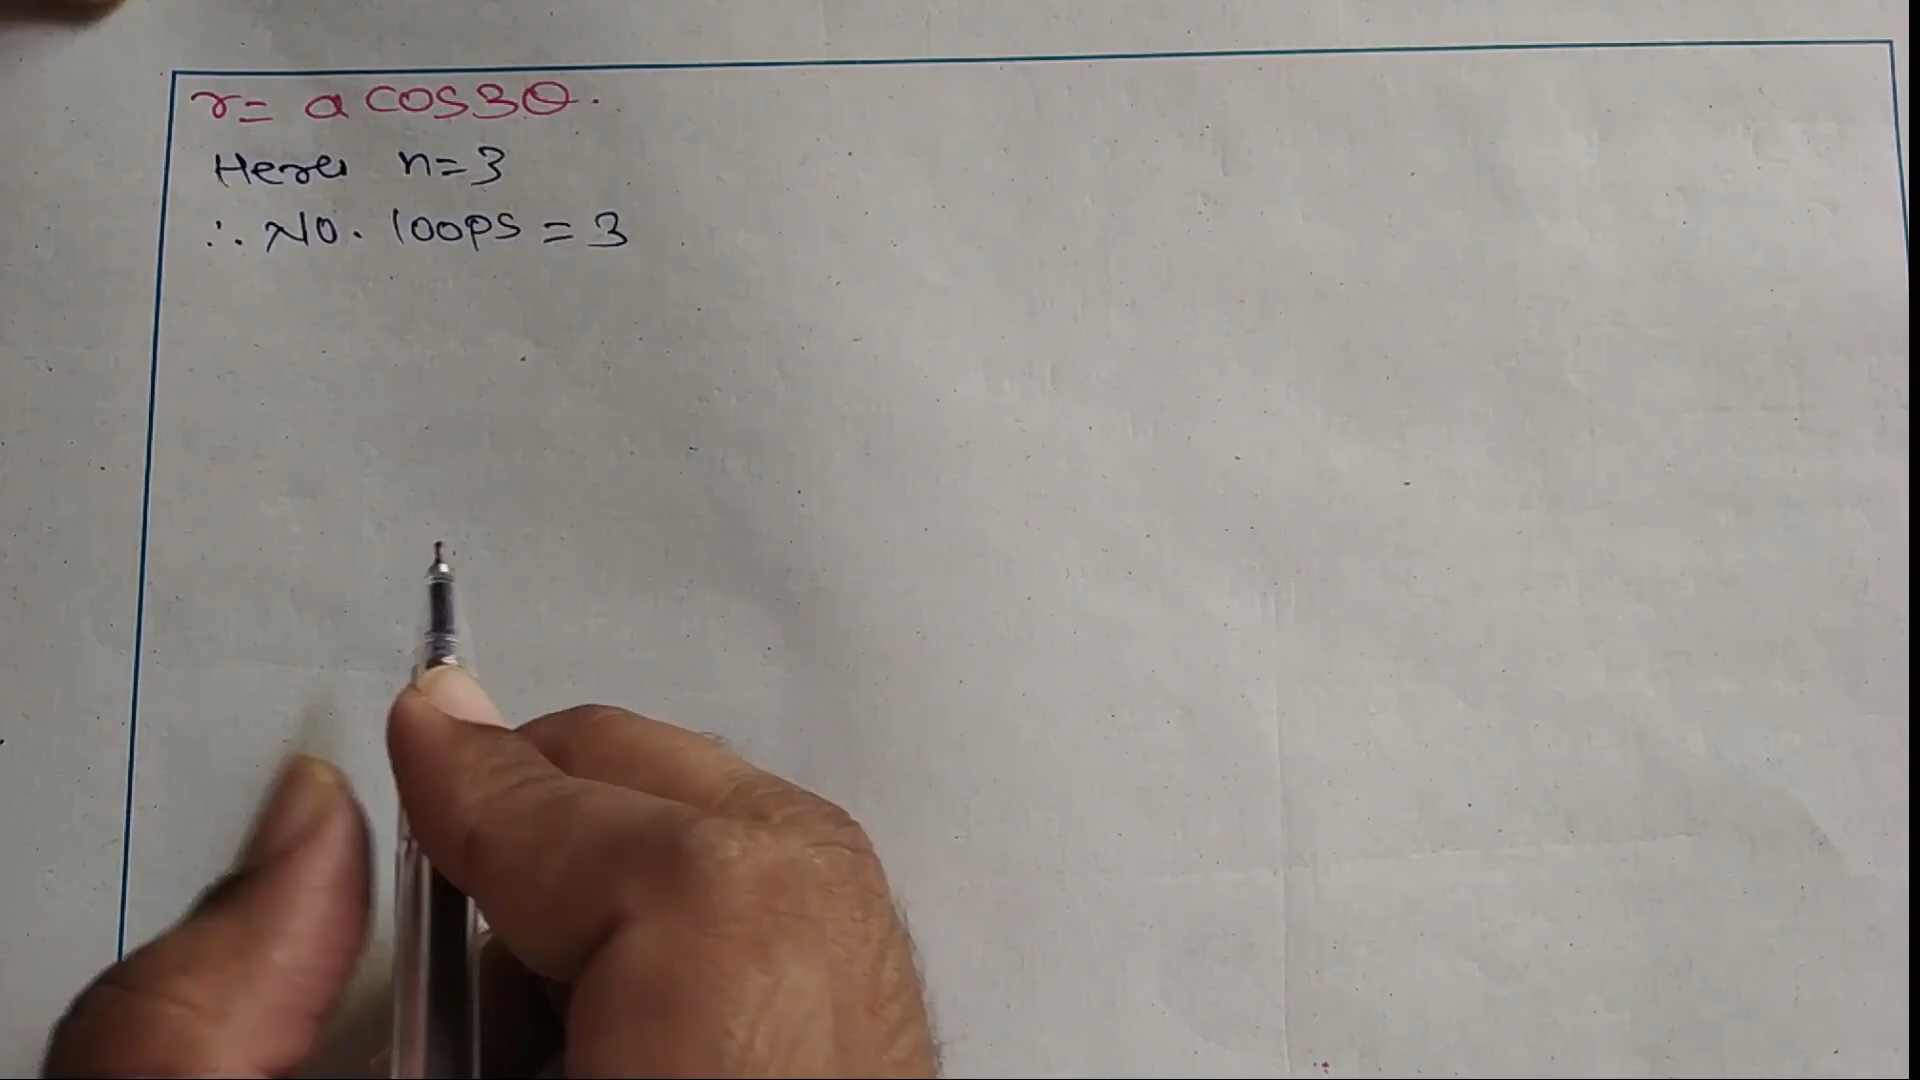 r = a cos3θ.
Here n=3
∴ No. loops = 3